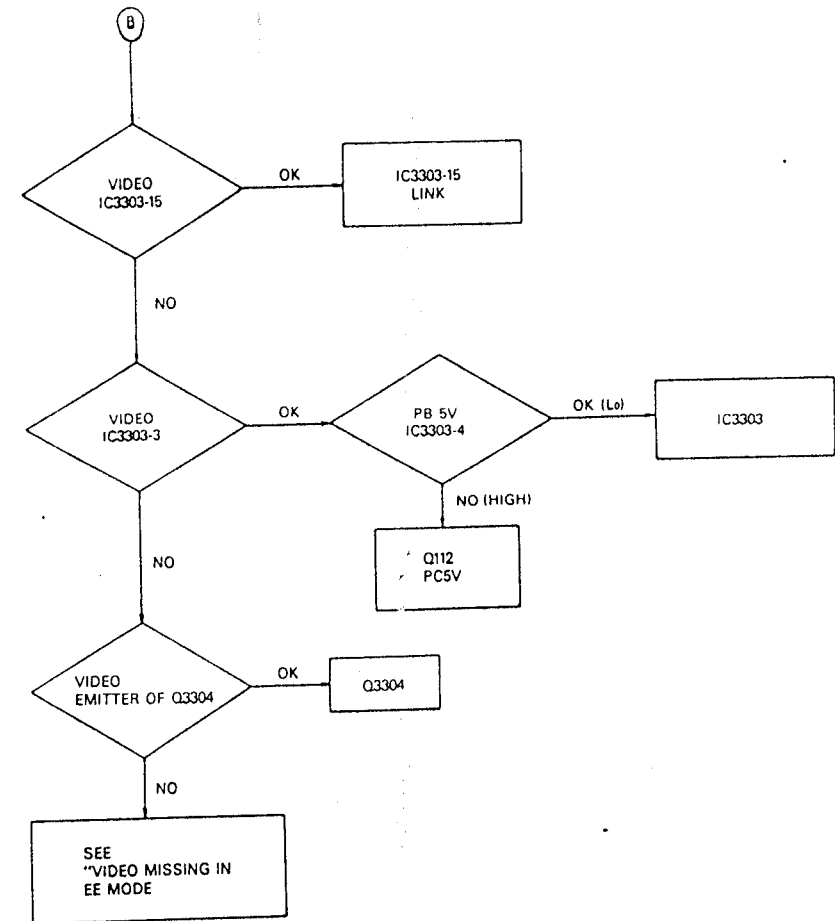 B
VIDEO
IC3303-15
OK
IC3303-15
LINK
NO
VIDEO
IC3303-3
OK
PB 5V
IC3303-4
OK (Lo)
IC3303
NO (HIGH)
Q112
PC5V
NO
VIDEO
EMITTER OF Q3304
OK
Q3304
NO
SEE
"VIDEO MISSING IN
EE MODE